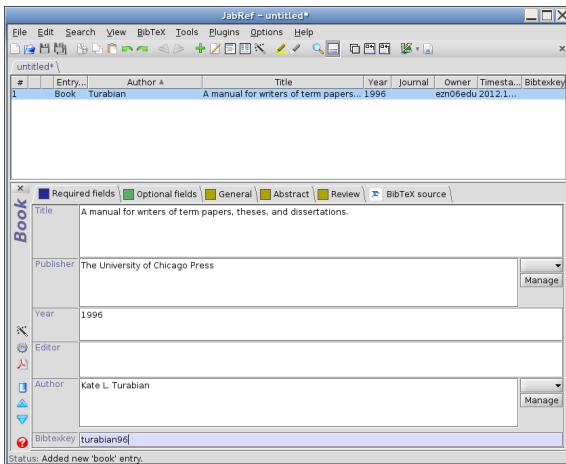 JabRef – untitled*
File Edit Search View BibTeX Tools Plugins Options Help
untitled*
# Entry... Author Title Year Journal Owner Timesta... Bibtexkey
1 Book Turabian A manual for writers of term papers... 1996 ezn06edu 2012.1...
Required fields Optional fields General Abstract Review BibTeX source
Book
Title A manual for writers of term papers, theses, and dissertations.
Publisher The University of Chicago Press
Manage
Year 1996
Editor
Author Kate L. Turabian
Manage
Bibtexkey turabian96
Status: Added new 'book' entry.